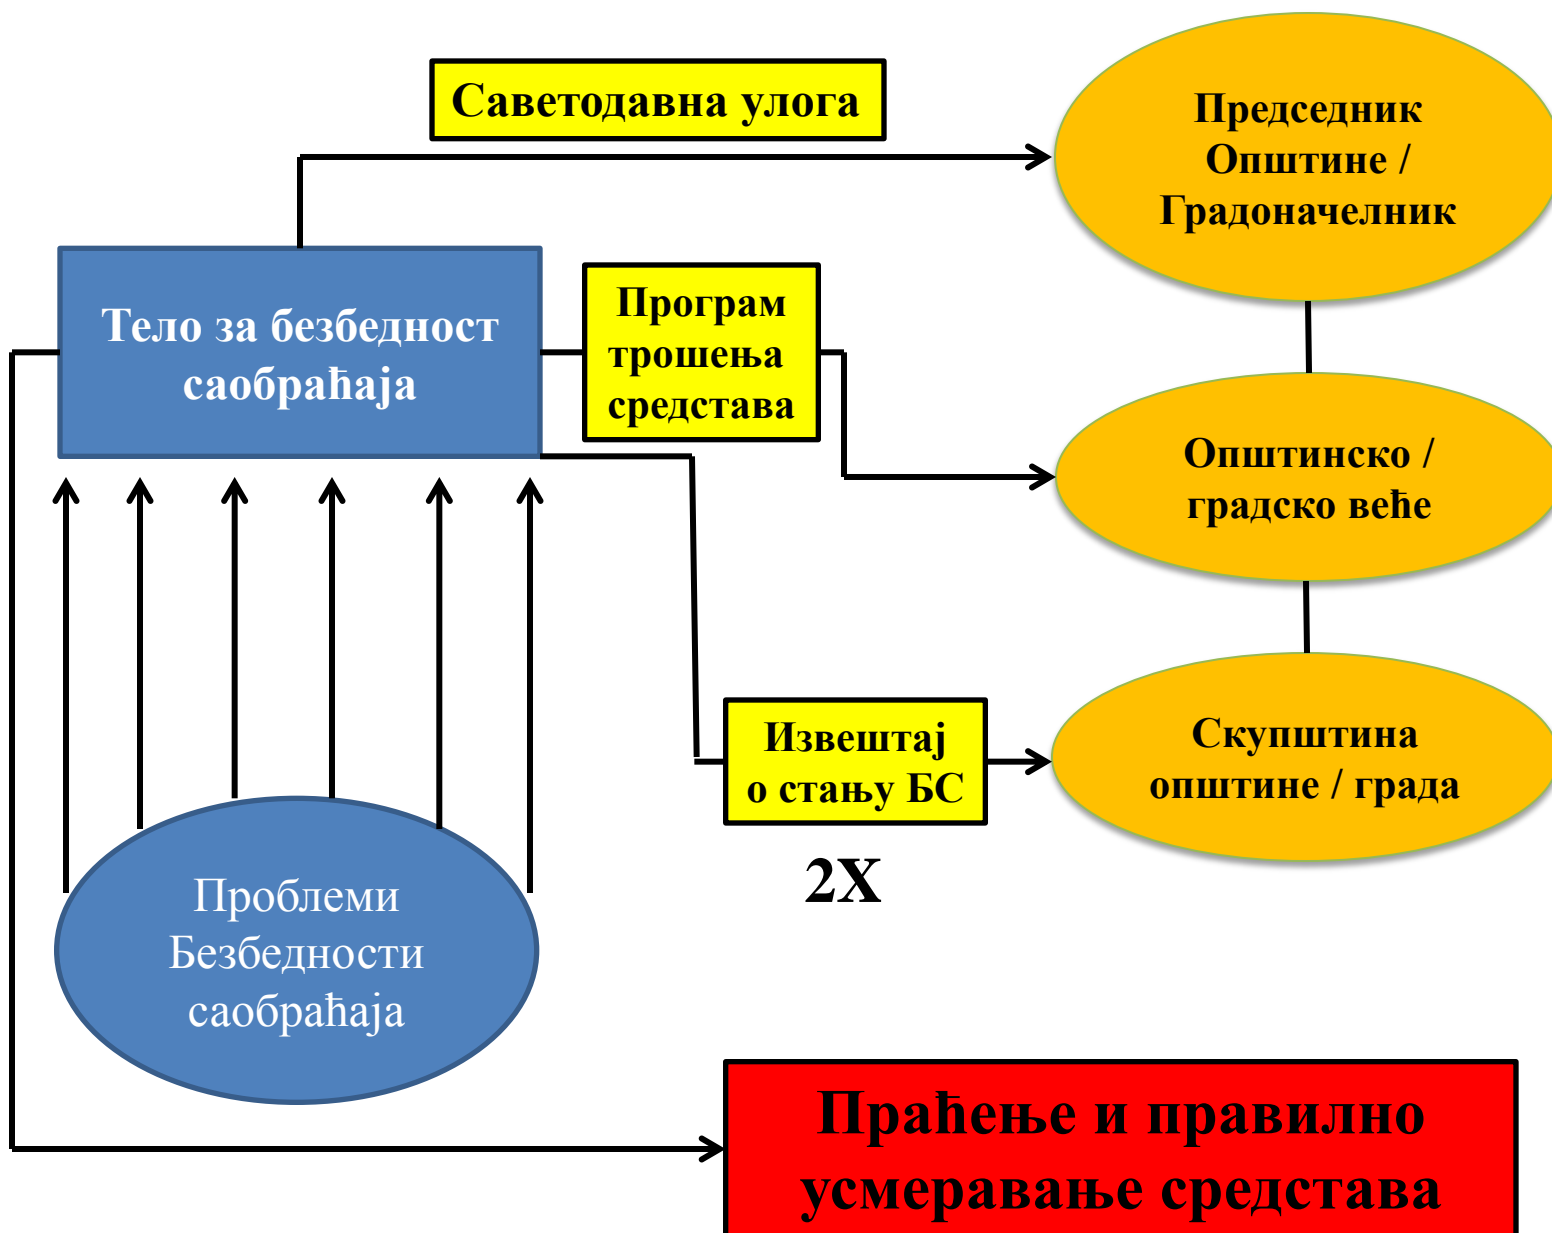 Саветодавна улога
Председник
Општине /
Градоначелник
Тело за безбедност
саобраћаја
Програм
трошења
средстава
Општинско /
градско веће
Извештај
о стању БС
2X
Скупштина
општине / града
Проблеми
Безбедности
саобраћаја
Праћење и правилно
усмеравање средстава